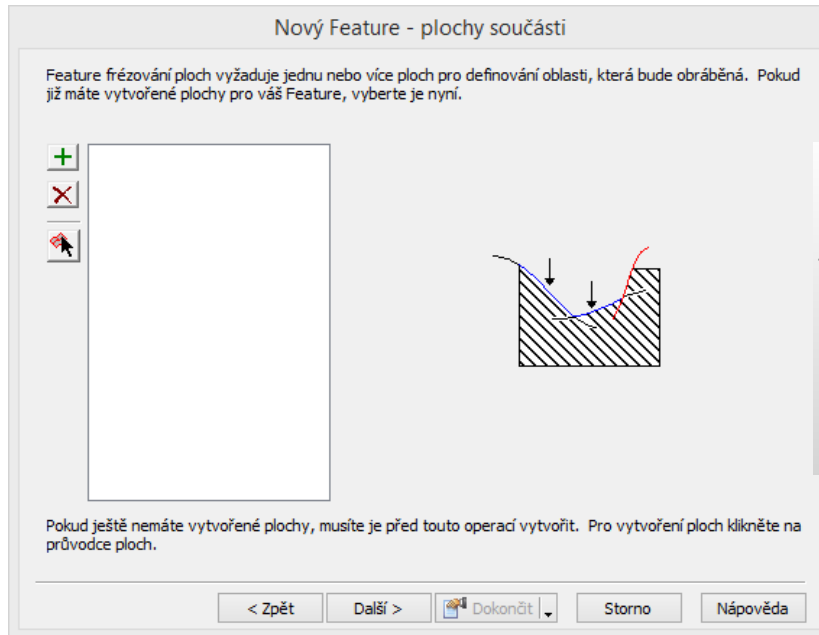 Nový Feature - plochy součásti
Feature frézování ploch vyžaduje jednu nebo více ploch pro definování oblasti, která bude obráběná. Pokud
již máte vytvořené plochy pro váš Feature, vyberte je nyní.
Pokud ještě nemáte vytvořené plochy, musíte je před touto operací vytvořit. Pro vytvoření ploch klikněte na
průvodce ploch.
< Zpět Další > Dokončit Storno Nápověda